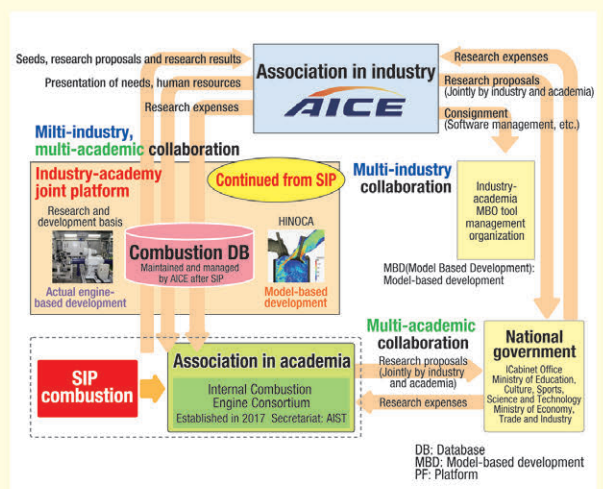 Seeds, research proposals and research results
Presentation of needs, human resources
Research expenses
Association in industry
AICE
Research expenses
Research proposals
(Jointly by industry and academia)
Consignment
(Software management, etc.)
Milti-industry,
multi-academic collaboration
Industry-academy
joint platform
Continued from SIP
Research and
development basis
Actual engine-
based development
Combustion DB
Maintained and managed
by AICE after SIP
HINOCA
Model-based
development
Multi-industry
collaboration
Industry-
academia
MBO tool
management
organization
MBD(Model Based Development):
Model-based development
SIP
combustion
Association in academia
Internal Combustion
Engine Consortium
Established in 2017 Secretariat: AIST
Multi-academic
collaboration
Research proposals
(Jointly by industry
and academia)
Research expenses
National
government
ICabinet Office
Ministry of Education,
Culture, Sports,
Science and Technology
Ministry of Economy,
Trade and Industry
DB: Database
MBD: Model-based development
PF: Platform